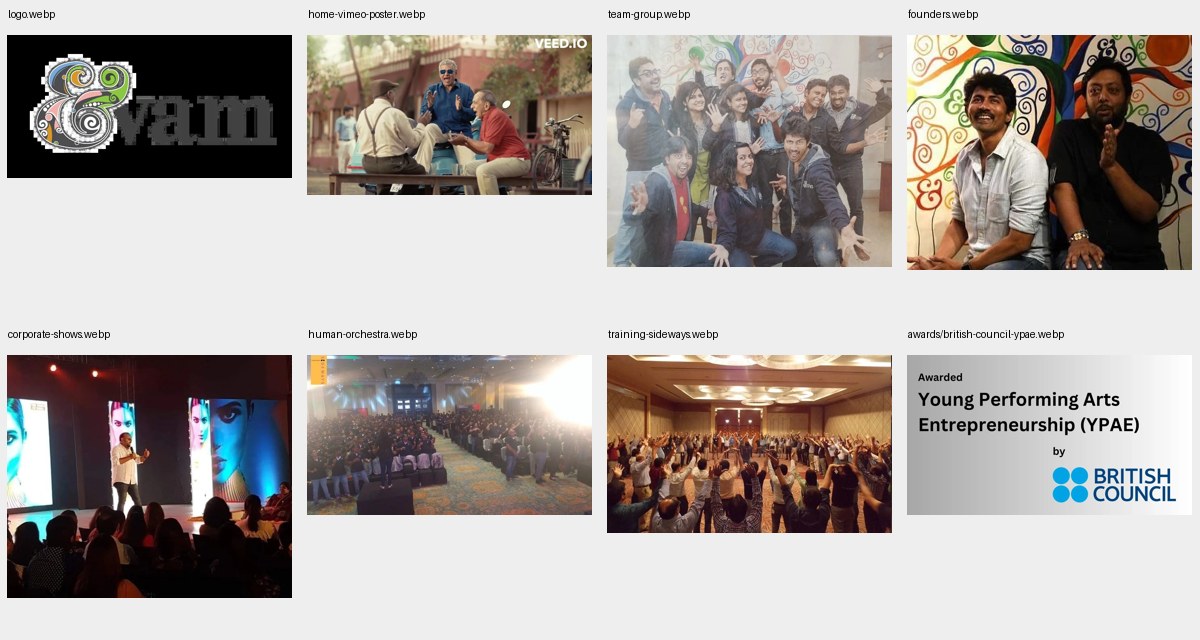 logo.webp
home-vimeo-poster.webp
team-group.webp
founders.webp
Evam
VEED.IO
corporate-shows.webp
human-orchestra.webp
training-sideways.webp
awards/british-council-ypae.webp
Awarded
Young Performing Arts
Entrepreneurship (YPAE)
by
BRITISH
COUNCIL